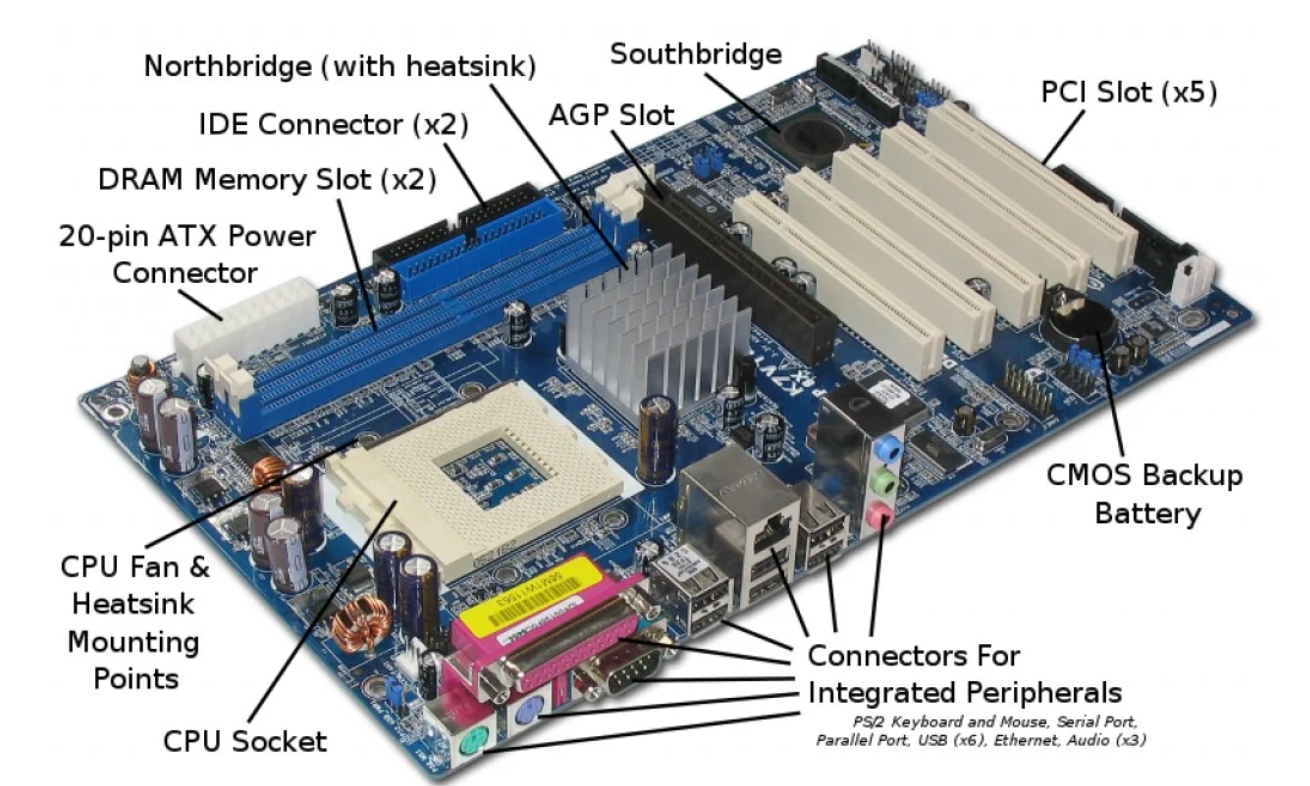 Northbridge (with heatsink)
Southbridge
IDE Connector (x2)
AGP Slot
PCI Slot (x5)
DRAM Memory Slot (x2)
20-pin ATX Power
Connector
CMOS Backup
Battery
CPU Fan &
Heatsink
Mounting
Points
CPU Socket
Connectors For
Integrated Peripherals
PS/2 Keyboard and Mouse, Serial Port,
Parallel Port, USB (x6), Ethernet, Audio (x3)